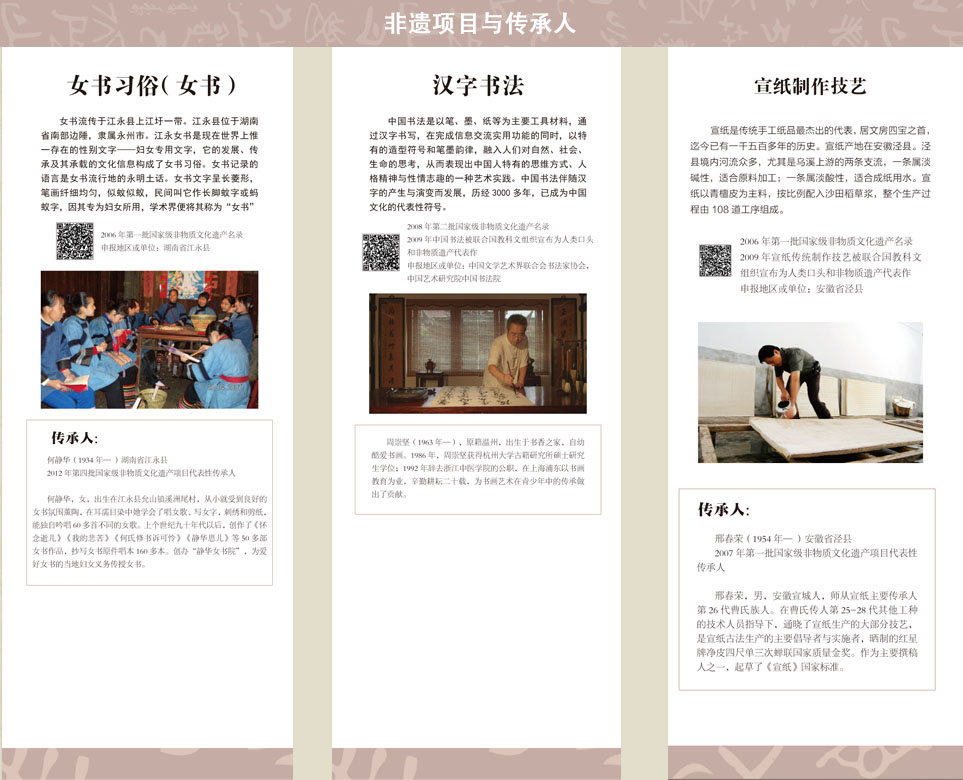 非遗项目与传承人
女书习俗（女书）
女书流传于江永县上江圩一带。江永县位于湖南
省南部边陲，隶属永州市。江永女书是现在世界上惟
一存在的性别文字——妇女专用文字，它的发展、传
承及其承载的文化信息构成了女书习俗。女书记录的
语言是女书流行地的永明土话。女书文字呈长菱形，
笔画纤细均匀，似蚊似蚁，民间叫它作长脚蚊字或蚂
蚁字，因其专为妇女所用，学术界便将其称为“女书”
2006 年第一批国家级非物质文化遗产名录
申报地区或单位：湖南省江永县
传承人：
何静华（1934 年— ）湖南省江永县
2012 年第四批国家级非物质文化遗产项目代表性传承人
何静华，女，出生在江永县允山镇溪洲尾村，从小就受到良好的
女书氛围薰陶，在耳濡目染中她学会了唱女歌、写女字，刺绣和剪纸，
能独自吟唱 60 多首不同的女歌。上个世纪九十年代以后，创作了《怀
念逝儿》《我的悲苦》《何氏修书诉可怜》《静华思儿》等 50 多部
女书作品，抄写女书原件唱本 160 多本。创办“静华女书院”，为爱
好女书的当地妇女义务传授女书。
汉字书法
中国书法是以笔、墨、纸等为主要工具材料，通
过汉字书写，在完成信息交流实用功能的同时，以特
有的造型符号和笔墨韵律，融入人们对自然、社会、
生命的思考，从而表现出中国人特有的思维方式、人
格精神与性情志趣的一种艺术实践。中国书法伴随汉
字的产生与演变而发展，历经 3000 多年，已成为中国
文化的代表性符号。
2008 年第二批国家级非物质文化遗产名录
2009 年中国书法被联合国教科文组织宣布为人类口头
和非物质遗产代表作
申报地区或单位：中国文学艺术界联合会书法家协会，
中国艺术研究院中国书法院
周崇坚（1963 年—），原籍温州，出生于书香之家，自幼
酷爱书画。1986 年，周崇坚获得杭州大学古籍研究所硕士研究
生学位；1992 年辞去浙江中医学院的公职，在上海浦东以书画
教育为业，辛勤耕耘二十载，为书画艺术在青少年中的传承做
出了贡献。
宣纸制作技艺
宣纸是传统手工纸品最杰出的代表，居文房四宝之首，
迄今已有一千五百多年的历史。宣纸产地在安徽泾县。泾
县境内河流众多，尤其是乌溪上游的两条支流，一条属淡
碱性，适合原料加工；一条属淡酸性，适合成纸用水。宣
纸以青檀皮为主料，按比例配入沙田稻草浆，整个生产过
程由 108 道工序组成。
2006 年第一批国家级非物质文化遗产名录
2009 年宣纸传统制作技艺被联合国教科文
组织宣布为人类口头和非物质遗产代表作
申报地区或单位：安徽省泾县
传承人：
邢春荣（1954 年— ）安徽省泾县
2007 年第一批国家级非物质文化遗产项目代表性
传承人
邢春荣，男，安徽宣城人，师从宣纸主要传承人
第 26 代曹氏族人。在曹氏传人第 25-28 代其他工种
的技术人员指导下，通晓了宣纸生产的大部分技艺，
是宣纸古法生产的主要倡导者与实施者，晒制的红星
牌净皮四尺单三次蝉联国家质量金奖。作为主要撰稿
人之一，起草了《宣纸》国家标准。